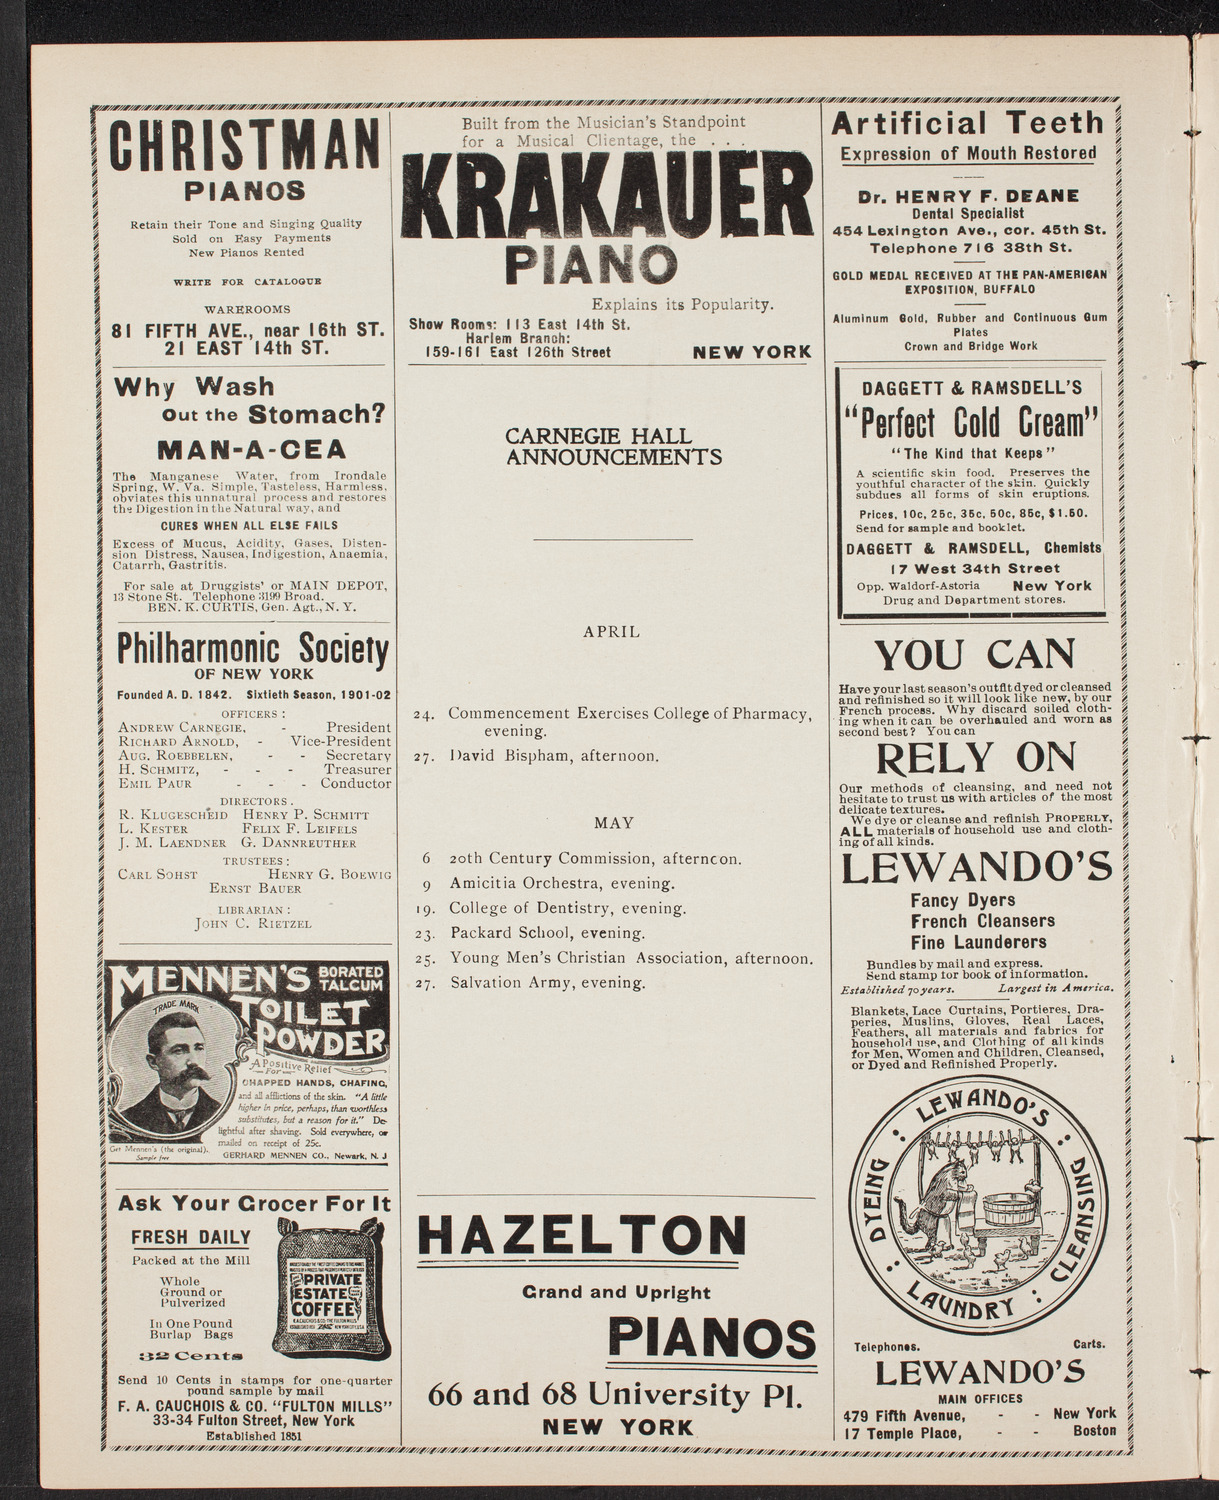 CHRISTMAN
PIANOS
Retain their Tone and Singing Quality
Sold on Easy Payments
New Pianos Rented
WRITE FOR CATALOGUE
WAREROOMS
81 FIFTH AVE., near 16th ST.
21 EAST 14th ST.
Why Wash
Out the Stomach?
MAN-A-CEA
The Manganese Water, from Irondale
Spring, W. Va. Simple, Tasteless, Harmless,
obviates this unnatural process and restores
the Digestion in the Natural way, and
CURES WHEN ALL ELSE FAILS
Excess of Mucus, Acidity, Gases, Disten-
sion Distress, Nausea, Indigestion, Anaemia,
Catarrh, Gastritis.
For sale at Druggists' or MAIN DEPOT,
13 Stone St. Telephone 3199 Broad.
BEN. K. CURTIS, Gen. Agt., N. Y.
Philharmonic Society
OF NEW YORK
Founded A. D. 1842. Sixtieth Season, 1901-02
OFFICERS:
ANDREW CARNEGIE, - President
RICHARD ARNOLD, - Vice-President
AUG. ROEBBELEN, - - Secretary
H. SCHMITZ, - - - Treasurer
EMIL PAUR - - - Conductor
DIRECTORS.
R. KLUGESCHEID HENRY P. SCHMITT
L. KESTER FELIX F. LEIFELS
J. M. LAENDNER G. DANNREUTHER
TRUSTEES:
CARL SOHST HENRY G. BOEWIG
ERNST BAUER
LIBRARIAN:
JOHN C. RIETZEL
MENNEN'S BORATED
TALCUM
TOILET
POWDER
TRADE MARK
A Positive Relief
For
CHAPPED HANDS, CHAFING,
and all afflictions of the skin. "A little
higher in price, perhaps, than worthless
substitutes, but a reason for it." De-
lightful after shaving. Sold everywhere, or
mailed on receipt of 25c.
Get Mennen's (the original).
Sample free.
GERHARD MENNEN CO., Newark, N. J
Ask Your Grocer For It
FRESH DAILY
Packed at the Mill
Whole
Ground or
Pulverized
In One Pound
Burlap Bags
32 Cents
PRIVATE
ESTATE
COFFEE
Send 10 Cents in stamps for one-quarter
pound sample by mail
F. A. CAUCHOIS & CO. "FULTON MILLS"
33-34 Fulton Street, New York
Established 1851
Built from the Musician's Standpoint
for a Musical Clientage, the . . .
KRAKAUER
PIANO
Explains its Popularity.
Show Rooms: 113 East 14th St.
Harlem Branch:
159-161 East 126th Street NEW YORK
CARNEGIE HALL
ANNOUNCEMENTS
APRIL
24. Commencement Exercises College of Pharmacy,
evening.
27. David Bispham, afternoon.
MAY
6 20th Century Commission, afternoon.
9 Amicitia Orchestra, evening.
19. College of Dentistry, evening.
23. Packard School, evening.
25. Young Men's Christian Association, afternoon.
27. Salvation Army, evening.
HAZELTON
Grand and Upright
PIANOS
66 and 68 University Pl.
NEW YORK
Artificial Teeth
Expression of Mouth Restored
Dr. HENRY F. DEANE
Dental Specialist
454 Lexington Ave., cor. 45th St.
Telephone 716 38th St.
GOLD MEDAL RECEIVED AT THE PAN-AMERICAN
EXPOSITION, BUFFALO
Aluminum Gold, Rubber and Continuous Gum
Plates
Crown and Bridge Work
DAGGETT & RAMSDELL'S
"Perfect Cold Cream"
"The Kind that Keeps"
A scientific skin food. Preserves the
youthful character of the skin. Quickly
subdues all forms of skin eruptions.
Prices, 10c, 25c, 35c, 50c, 85c, $1.50.
Send for sample and booklet.
DAGGETT & RAMSDELL, Chemists
17 West 34th Street
Opp. Waldorf-Astoria New York
Drug and Department stores.
YOU CAN
Have your last season's outfit dyed or cleansed
and refinished so it will look like new, by our
French process. Why discard soiled cloth-
ing when it can be overhauled and worn as
second best? You can
RELY ON
Our methods of cleansing, and need not
hesitate to trust us with articles of the most
delicate textures.
We dye or cleanse and refinish PROPERLY,
ALL materials of household use and cloth-
ing of all kinds.
LEWANDO'S
Fancy Dyers
French Cleansers
Fine Launderers
Bundles by mail and express.
Send stamp for book of information.
Established 70 years. Largest in America.
Blankets, Lace Curtains, Portieres, Dra-
peries, Muslins, Gloves, Real Laces,
Feathers, all materials and fabrics for
household use, and Clothing of all kinds
for Men, Women and Children, Cleansed,
or Dyed and Refinished Properly.
LEWANDO'S
DYEING CLEANSING
LAUNDRY
Telephones. Carts.
LEWANDO'S
MAIN OFFICES
479 Fifth Avenue, - - New York
17 Temple Place, - - Boston